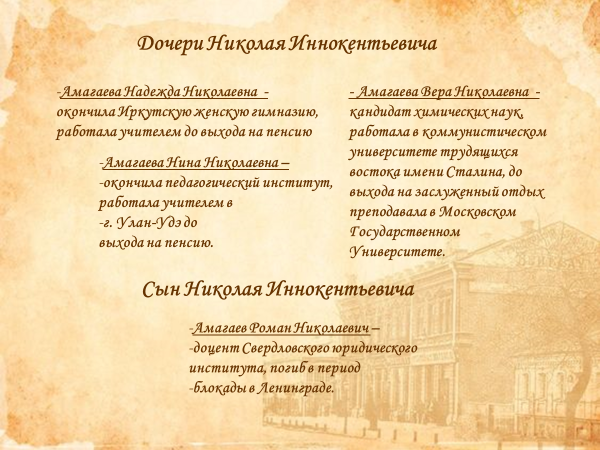 Дочери Николая Иннокентьевича
-Амагаева Надежда Николаевна -
окончила Иркутскую женскую гимназию,
работала учителем до выхода на пенсию
-Амагаева Нина Николаевна –
-окончила педагогический институт,
работала учителем в
-г. Улан-Удэ до
выхода на пенсию.
- Амагаева Вера Николаевна -
кандидат химических наук,
работала в коммунистическом
университете трудящихся
востока имени Сталина, до
выхода на заслуженный отдых
преподавала в Московском
Государственном
Университете.
Сын Николая Иннокентьевича
-Амагаев Роман Николаевич –
-доцент Свердловского юридического
института, погиб в период
-блокады в Ленинграде.